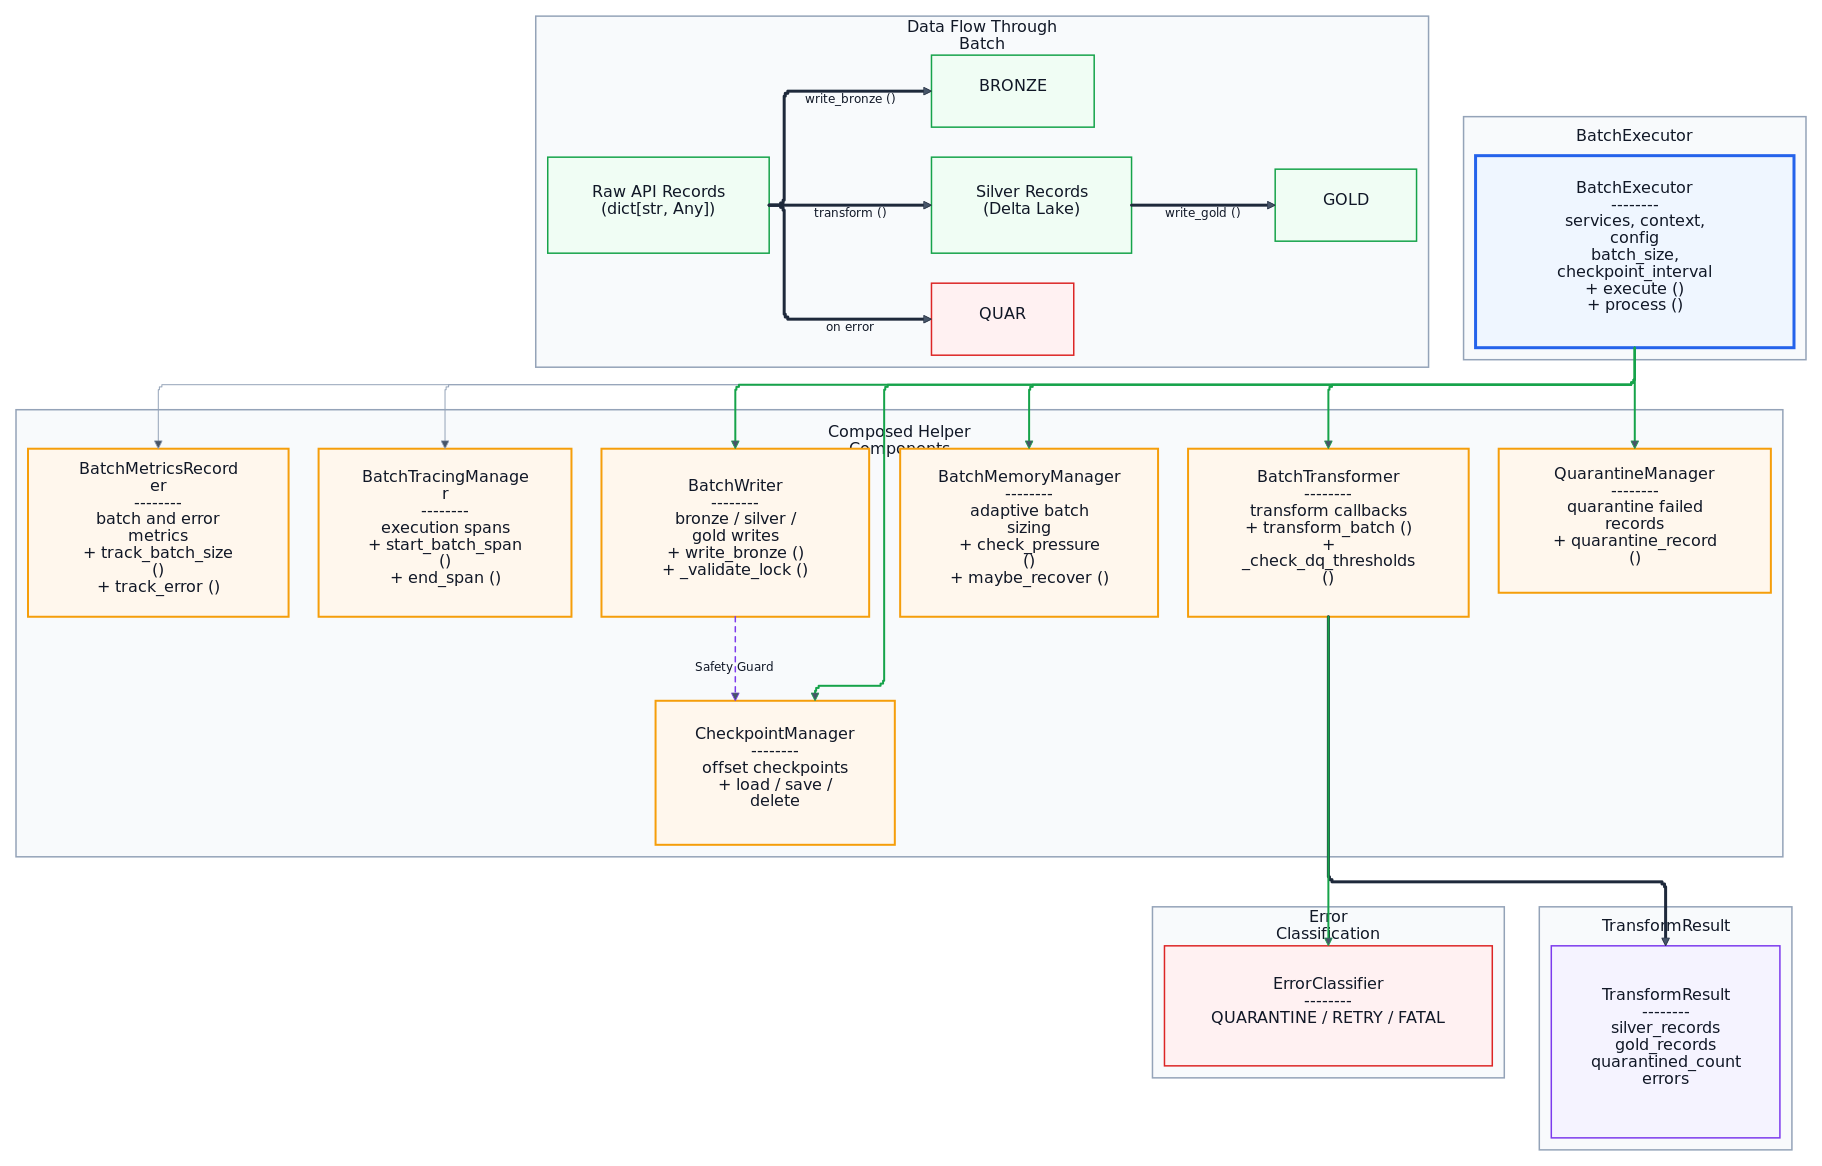 Data Flow Through
Batch
BRONZE
write_bronze ()
Raw API Records
(dict[str, Any])
transform ()
Silver Records
(Delta Lake)
write_gold ()
GOLD
on error
QUAR
BatchExecutor
BatchExecutor
--------
services, context,
config
batch_size,
checkpoint_interval
+ execute ()
+ process ()
Composed Helper
Components
BatchMetricsRecord
er
--------
batch and error
metrics
+ track_batch_size
()
+ track_error ()
BatchTracingManage
r
--------
execution spans
+ start_batch_span
()
+ end_span ()
BatchWriter
--------
bronze / silver /
gold writes
+ write_bronze ()
+ _validate_lock ()
BatchMemoryManager
--------
adaptive batch
sizing
+ check_pressure
()
+ maybe_recover ()
BatchTransformer
--------
transform callbacks
+ transform_batch ()
+
_check_dq_thresholds
()
QuarantineManager
--------
quarantine failed
records
+ quarantine_record
()
Safety Guard
CheckpointManager
--------
offset checkpoints
+ load / save /
delete
Error
Classification
ErrorClassifier
--------
QUARANTINE / RETRY / FATAL
TransformResult
TransformResult
--------
silver_records
gold_records
quarantined_count
errors